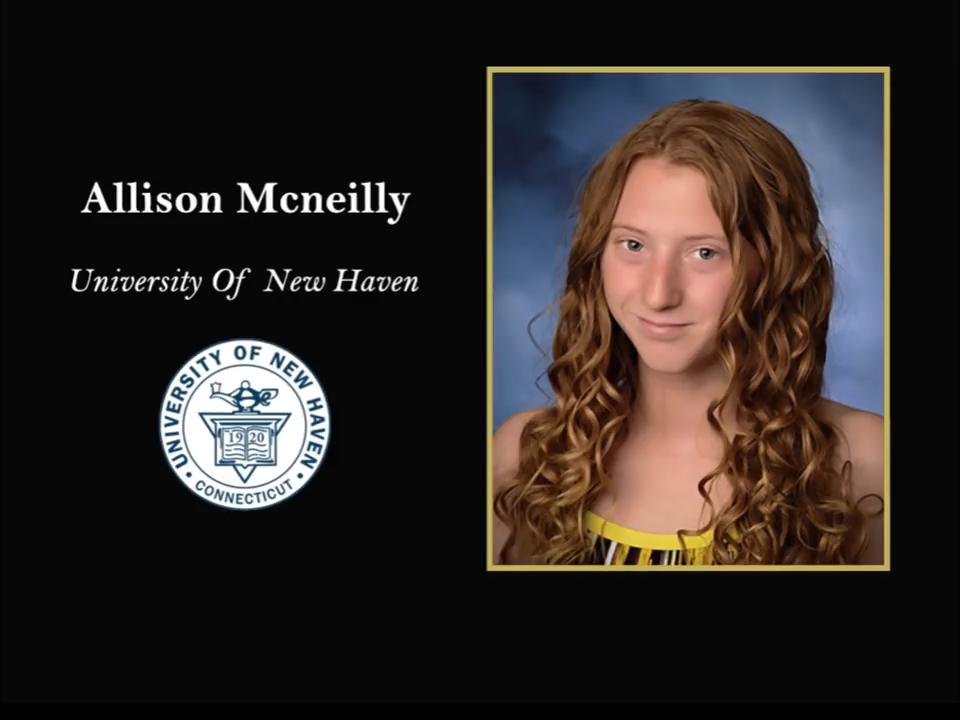 Allison Mcneilly
University Of New Haven
UNIVERSITY OF NEW HAVEN
1920
CONNECTICUT